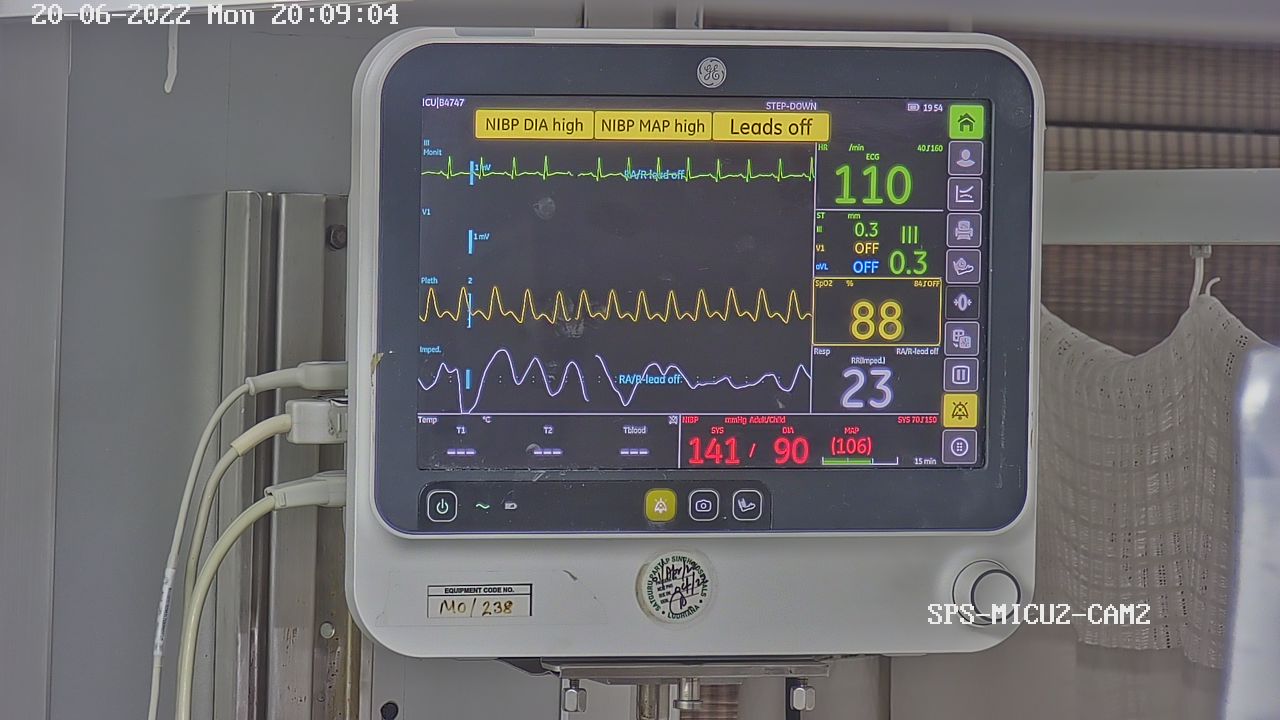 20-06-2022 Mon 20:09:04
GE
ICU|B4747
STEP-DOWN
19 54
NIBP DIA high
NIBP MAP high
Leads off
III
Monit
1 mV
RA/R-lead off
HR
/min
40/160
ECG
110
V1
1 mV
ST
mm
III
0.3
V1
OFF
aVL
OFF
III
0.3
Pleth
2
SpO2
%
84/OFF
88
Imped.
RA/R-lead off
Resp
RA/R-lead off
RR(Imped.)
23
Temp
°C
T1
T2
Tblood
---
---
---
NIBP
mmHg Adult/Child
SYS 70/150
SYS
DIA
MAP
141 / 90 (106)
15 min
EQUIPMENT CODE NO.
MO/238
SPS-MICU2-CAM2